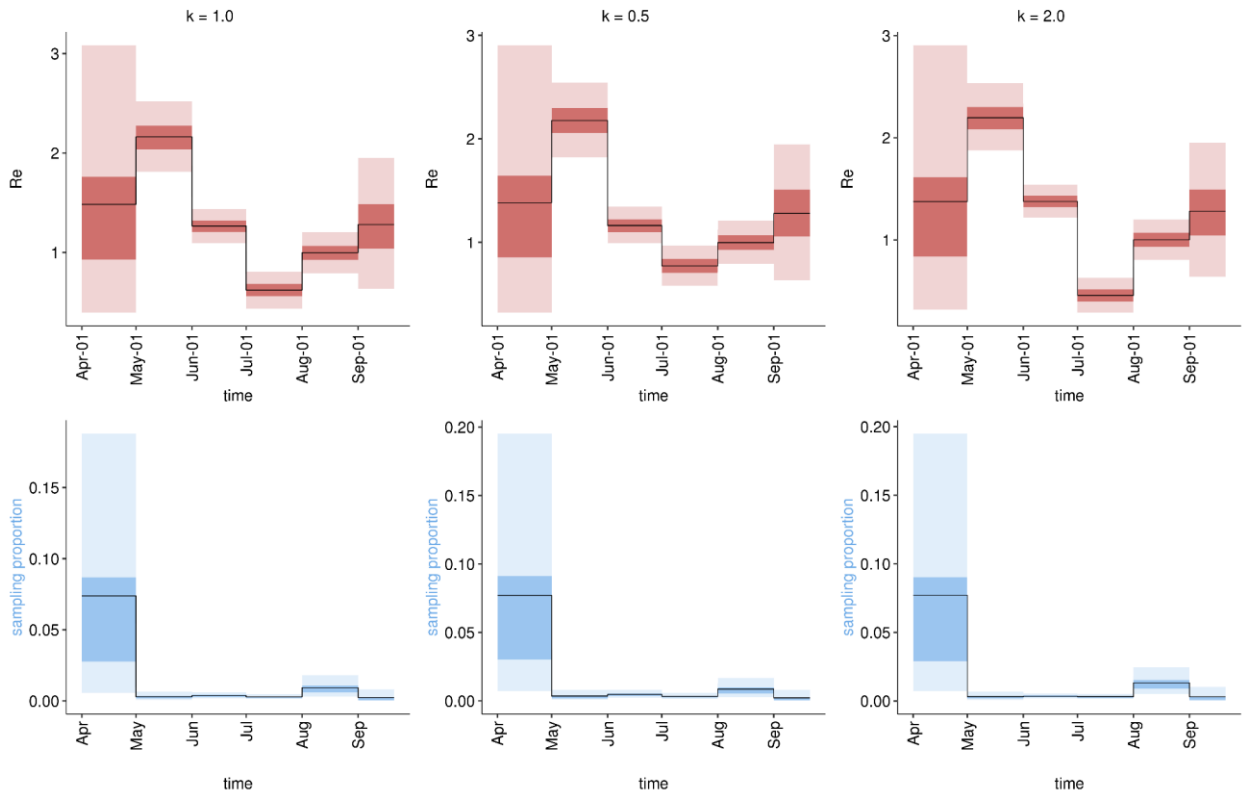 k = 1.0
k = 0.5
k = 2.0
Re
3
2
1
Apr-01
May-01
Jun-01
Jul-01
Aug-01
Sep-01
time
Re
3
2
1
Apr-01
May-01
Jun-01
Jul-01
Aug-01
Sep-01
time
Re
3
2
1
Apr-01
May-01
Jun-01
Jul-01
Aug-01
Sep-01
time
sampling proportion
0.15
0.10
0.05
0.00
Apr
May
Jun
Jul
Aug
Sep
time
sampling proportion
0.20
0.15
0.10
0.05
0.00
Apr
May
Jun
Jul
Aug
Sep
time
sampling proportion
0.20
0.15
0.10
0.05
0.00
Apr
May
Jun
Jul
Aug
Sep
time